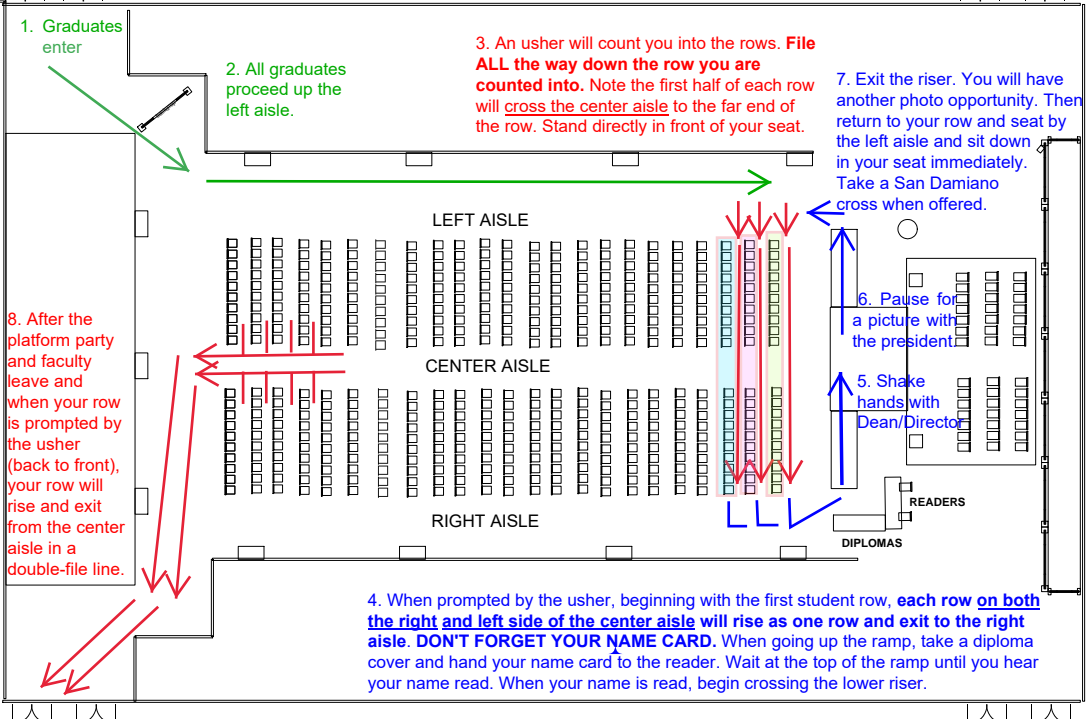 1. Graduates
enter
2. All graduates
proceed up the
left aisle.
3. An usher will count you into the rows. File
ALL the way down the row you are
counted into. Note the first half of each row
will cross the center aisle to the far end of
the row. Stand directly in front of your seat.
7. Exit the riser. You will have
another photo opportunity. Then
return to your row and seat by
the left aisle and sit down
in your seat immediately.
Take a San Damiano
cross when offered.
LEFT AISLE
6. Pause for
a picture with
the president.
CENTER AISLE
5. Shake
hands with
Dean/Director
8. After the
platform party
and faculty
leave and
when your row
is prompted by
the usher
(back to front),
your row will
rise and exit
from the center
aisle in a
double-file line.
RIGHT AISLE
READERS
DIPLOMAS
4. When prompted by the usher, beginning with the first student row, each row on both
the right and left side of the center aisle will rise as one row and exit to the right
aisle. DON'T FORGET YOUR NAME CARD. When going up the ramp, take a diploma
cover and hand your name card to the reader. Wait at the top of the ramp until you hear
your name read. When your name is read, begin crossing the lower riser.